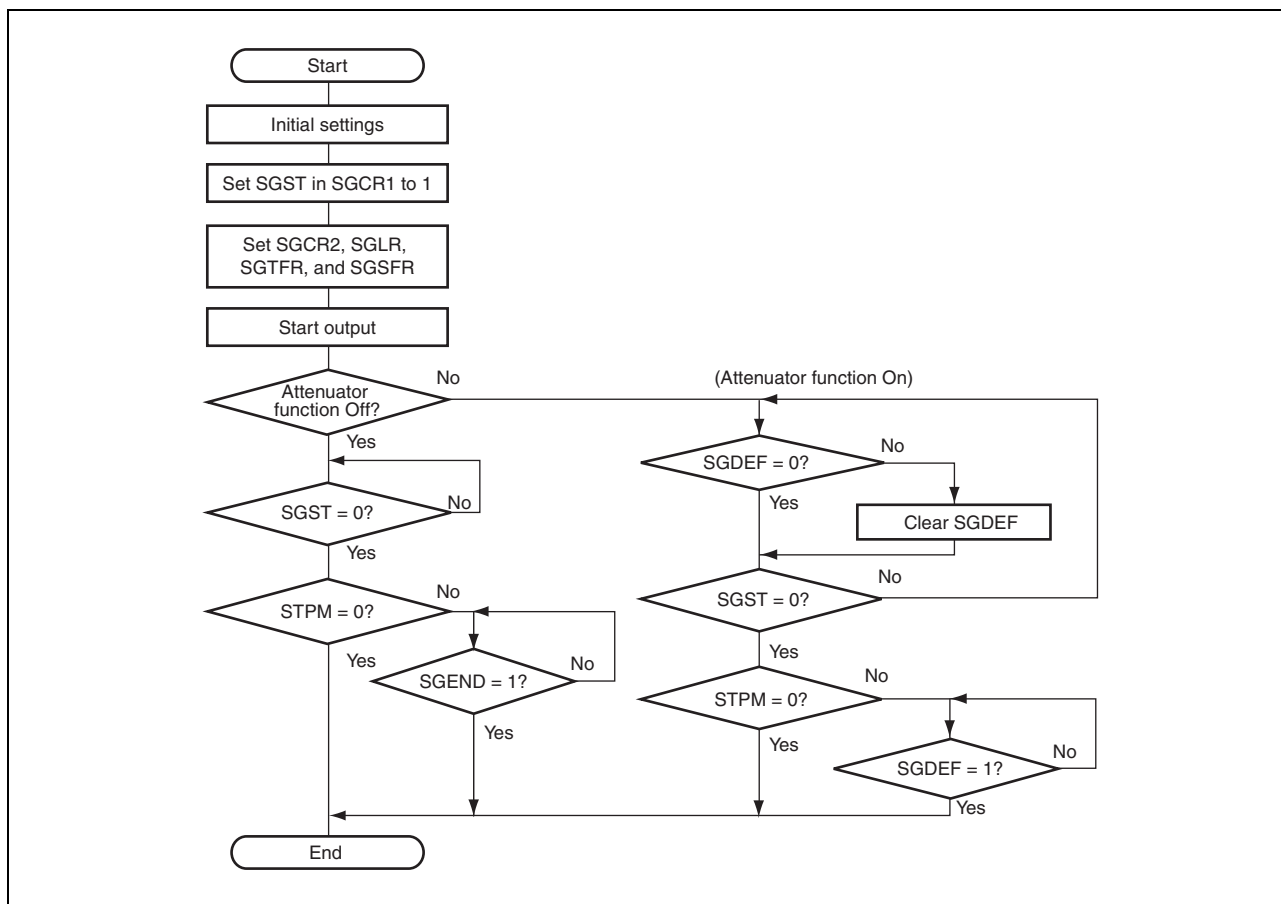 Start
Initial settings
Set SGST in SGCR1 to 1
Set SGCR2, SGLR,
SGTFR, and SGSFR
Start output
Attenuator
function Off?
No
Yes
SGST = 0?
No
Yes
STPM = 0?
No
Yes
SGEND = 1?
No
Yes
(Attenuator function On)
SGDEF = 0?
No
Yes
Clear SGDEF
SGST = 0?
No
Yes
STPM = 0?
No
Yes
SGDEF = 1?
No
Yes
End